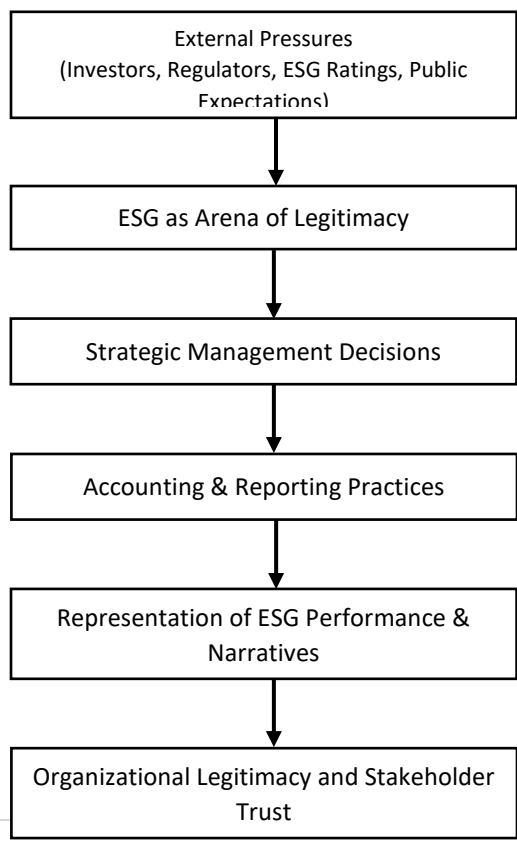 External Pressures
(Investors, Regulators, ESG Ratings, Public
Expectations)
ESG as Arena of Legitimacy
Strategic Management Decisions
Accounting & Reporting Practices
Representation of ESG Performance &
Narratives
Organizational Legitimacy and Stakeholder
Trust